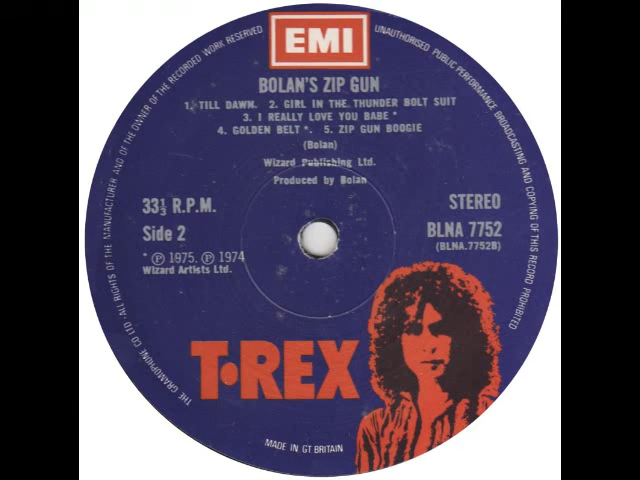 EMI
BOLAN'S ZIP GUN
1. TILL DAWN. 2. GIRL IN THE THUNDER BOLT SUIT
3. I REALLY LOVE YOU BABE *
4. GOLDEN BELT *. 5. ZIP GUN BOOGIE
(Bolan)
Wizard Publishing Ltd.
Produced by Bolan
33⅓ R.P.M.
STEREO
Side 2
BLNA 7752
(BLNA.7752B)
* Ⓟ 1975. Ⓟ 1974
Wizard Artists Ltd.
T•REX
MADE IN GT BRITAIN
THE GRAMOPHONE CO LTD · ALL RIGHTS OF THE MANUFACTURER AND OF THE OWNER OF THE RECORDED WORK RESERVED
UNAUTHORISED PUBLIC PERFORMANCE BROADCASTING AND COPYING OF THIS RECORD PROHIBITED